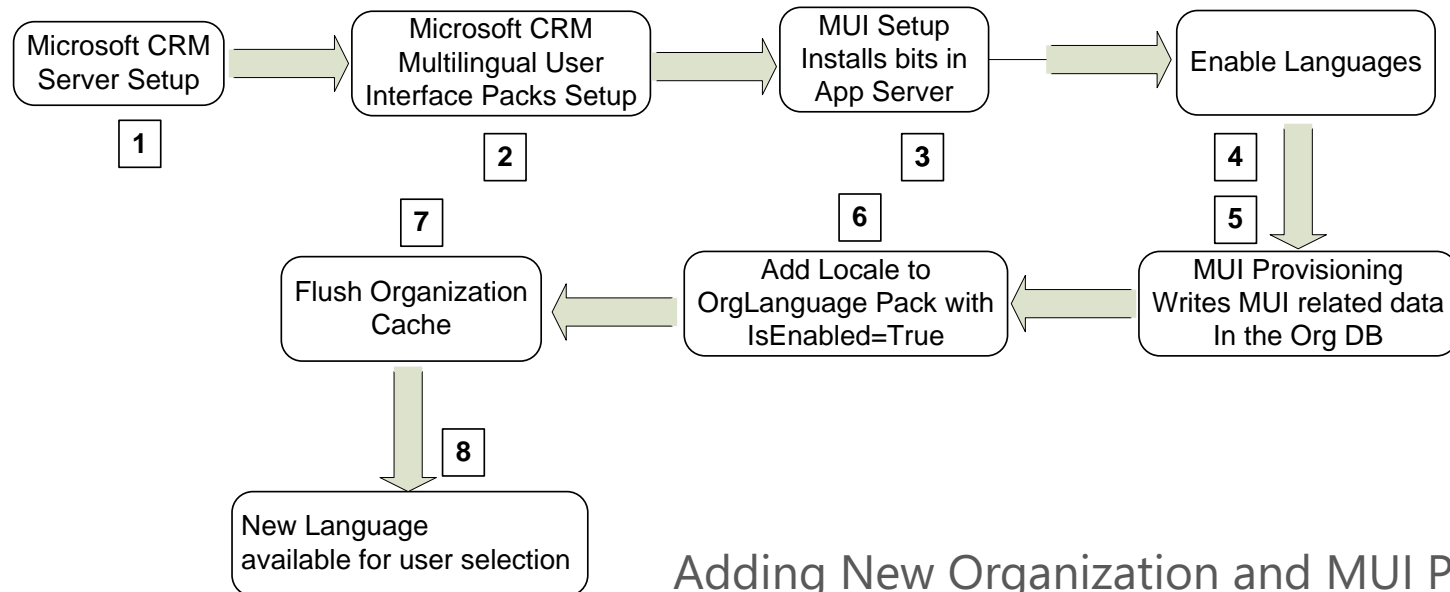 Microsoft CRM
Server Setup
1
Microsoft CRM
Multilingual User
Interface Packs Setup
2
MUI Setup
Installs bits in
App Server
3
Enable Languages
4
5
MUI Provisioning
Writes MUI related data
In the Org DB
6
Add Locale to
OrgLanguage Pack with
IsEnabled=True
7
Flush Organization
Cache
8
New Language
available for user selection
Adding New Organization and MUI